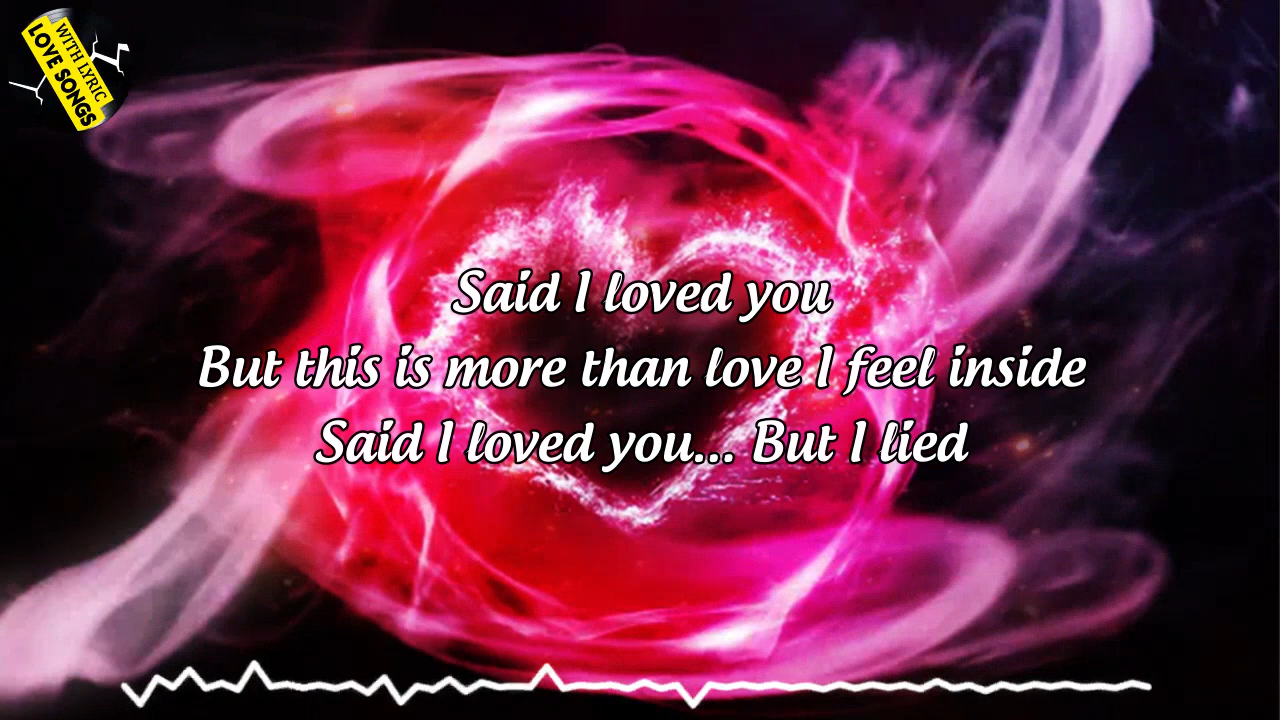 WITH LYRIC
LOVE SONGS
Said I loved you
But this is more than love I feel inside
Said I loved you... But I lied